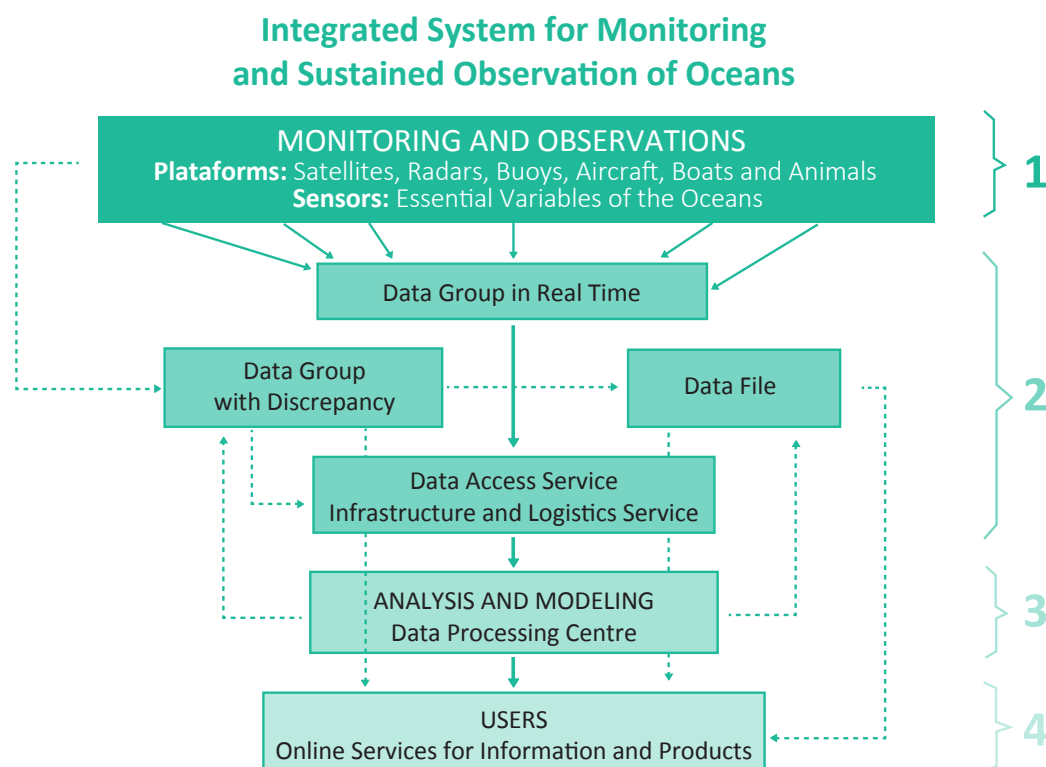 Integrated System for Monitoring
and Sustained Observation of Oceans
MONITORING AND OBSERVATIONS
Plataforms: Satellites, Radars, Buoys, Aircraft, Boats and Animals
Sensors: Essential Variables of the Oceans
1
Data Group in Real Time
Data Group
with Discrepancy
Data File
2
Data Access Service
Infrastructure and Logistics Service
ANALYSIS AND MODELING
Data Processing Centre
3
USERS
Online Services for Information and Products
4